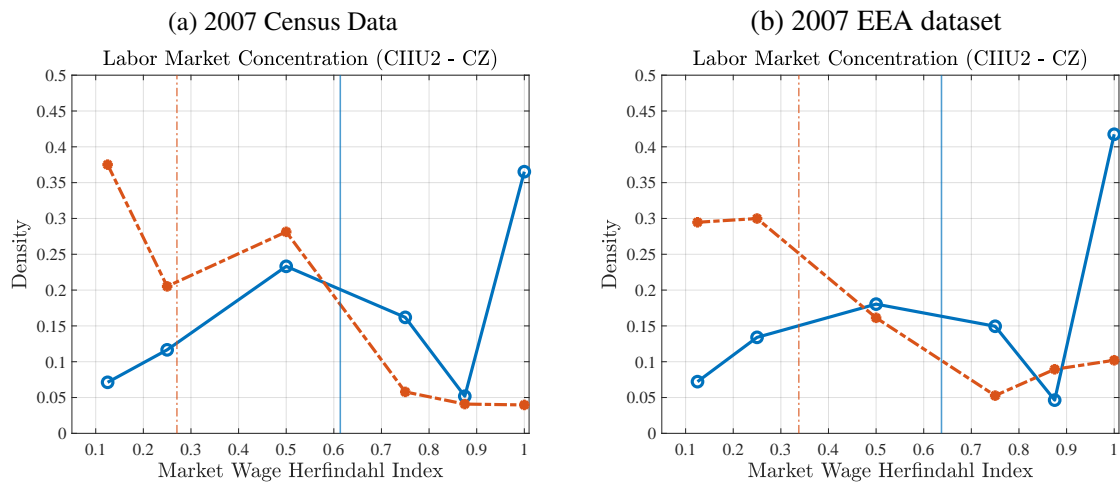 (a) 2007 Census Data
Labor Market Concentration (CIIU2 - CZ)
0.5
0.45
0.4
0.35
0.3
0.25
0.2
0.15
0.1
0.05
0
Density
0.1 0.2 0.3 0.4 0.5 0.6 0.7 0.8 0.9 1
Market Wage Herfindahl Index
(b) 2007 EEA dataset
Labor Market Concentration (CIIU2 - CZ)
0.5
0.45
0.4
0.35
0.3
0.25
0.2
0.15
0.1
0.05
0
Density
0.1 0.2 0.3 0.4 0.5 0.6 0.7 0.8 0.9 1
Market Wage Herfindahl Index